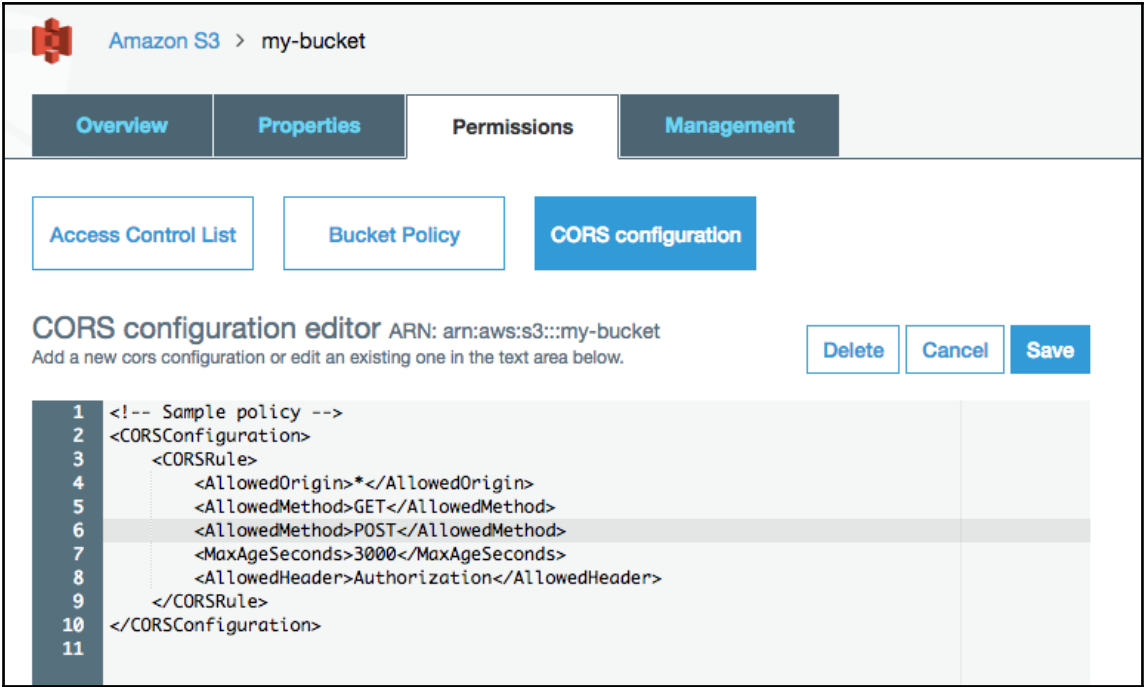 Amazon S3 > my-bucket
Overview Properties Permissions Management
Access Control List Bucket Policy CORS configuration
CORS configuration editor ARN: arn:aws:s3:::my-bucket
Add a new cors configuration or edit an existing one in the text area below.
Delete Cancel Save
1 <!-- Sample policy -->
2 <CORSConfiguration>
3 <CORSRule>
4 <AllowedOrigin>*</AllowedOrigin>
5 <AllowedMethod>GET</AllowedMethod>
6 <AllowedMethod>POST</AllowedMethod>
7 <MaxAgeSeconds>3000</MaxAgeSeconds>
8 <AllowedHeader>Authorization</AllowedHeader>
9 </CORSRule>
10 </CORSConfiguration>
11